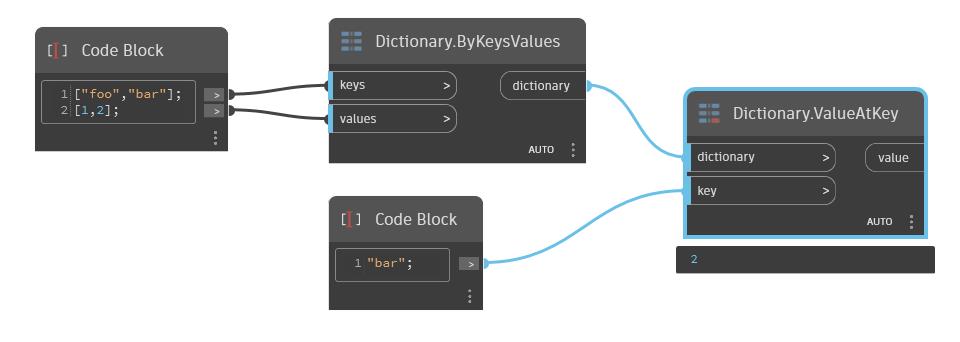 Code Block
1 ["foo","bar"]; >
2 [1,2]; >
Dictionary.ByKeysValues
keys > dictionary
values >
AUTO
Code Block
1 "bar"; >
Dictionary.ValueAtKey
dictionary > value
key >
AUTO
2